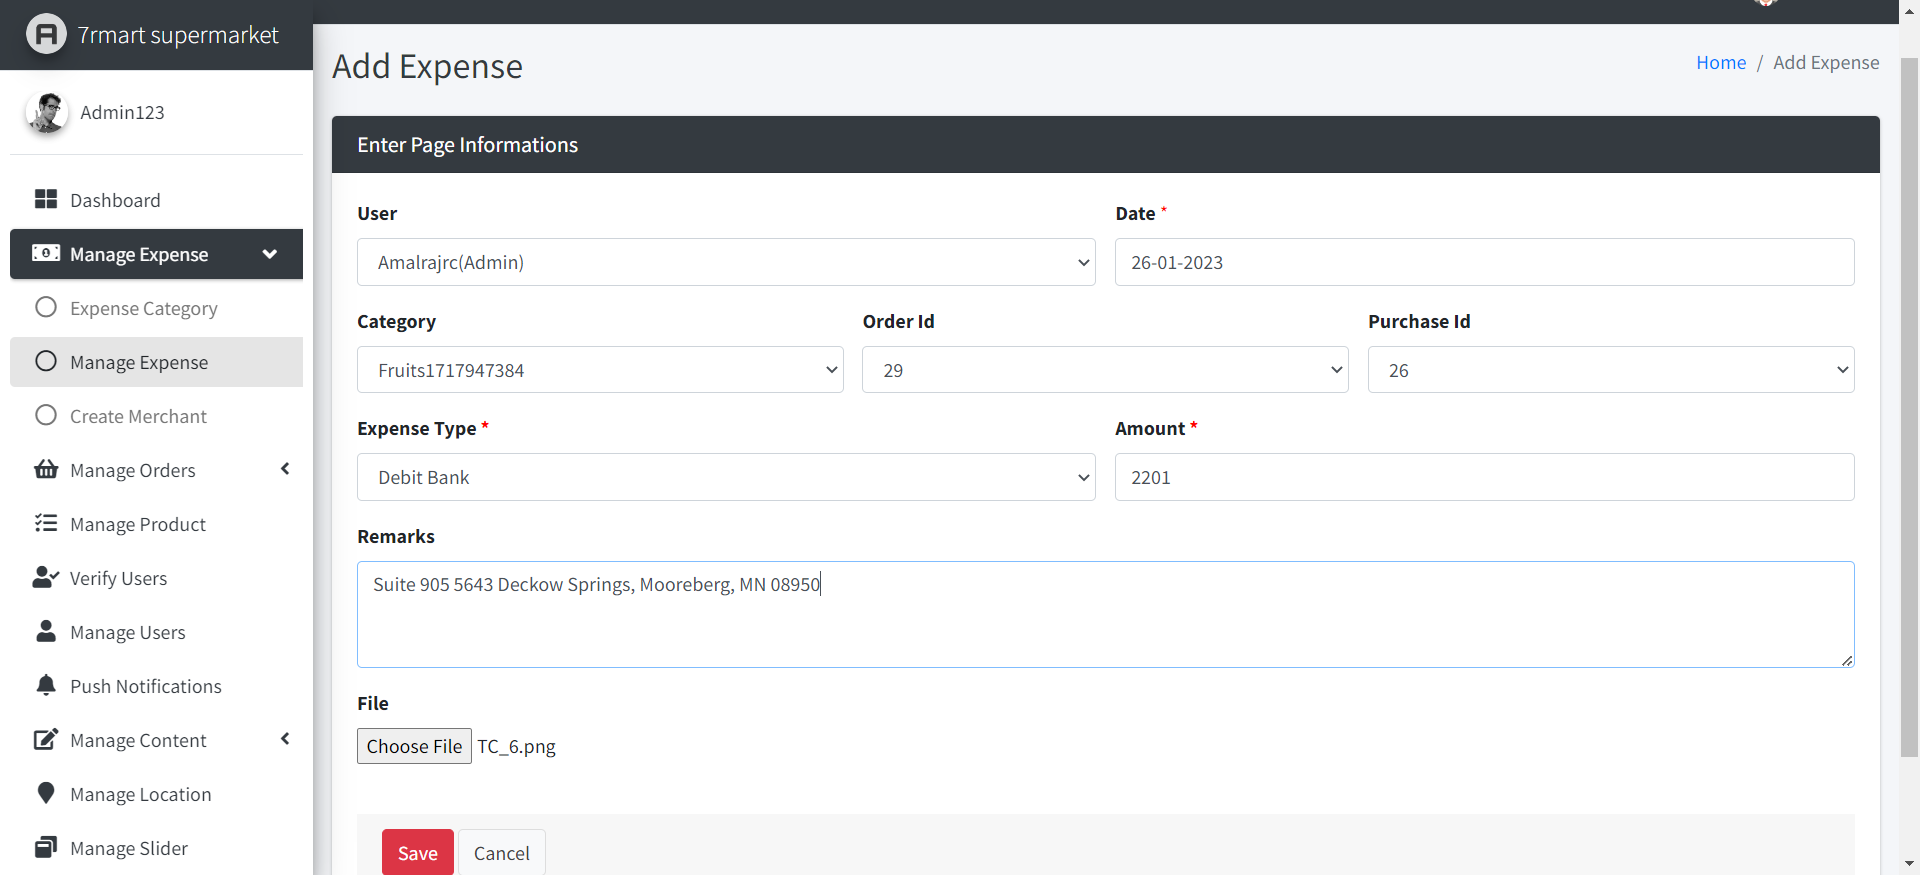 7rmart supermarket
Admin123
Dashboard
Manage Expense
Expense Category
Manage Expense
Create Merchant
Manage Orders
Manage Product
Verify Users
Manage Users
Push Notifications
Manage Content
Manage Location
Manage Slider
Add Expense
Home / Add Expense
Enter Page Informations
User
Amalrajrc(Admin)
Date *
26-01-2023
Category
Fruits1717947384
Order Id
29
Purchase Id
26
Expense Type *
Debit Bank
Amount *
2201
Remarks
Suite 905 5643 Deckow Springs, Mooreberg, MN 08950
File
Choose File TC_6.png
Save Cancel